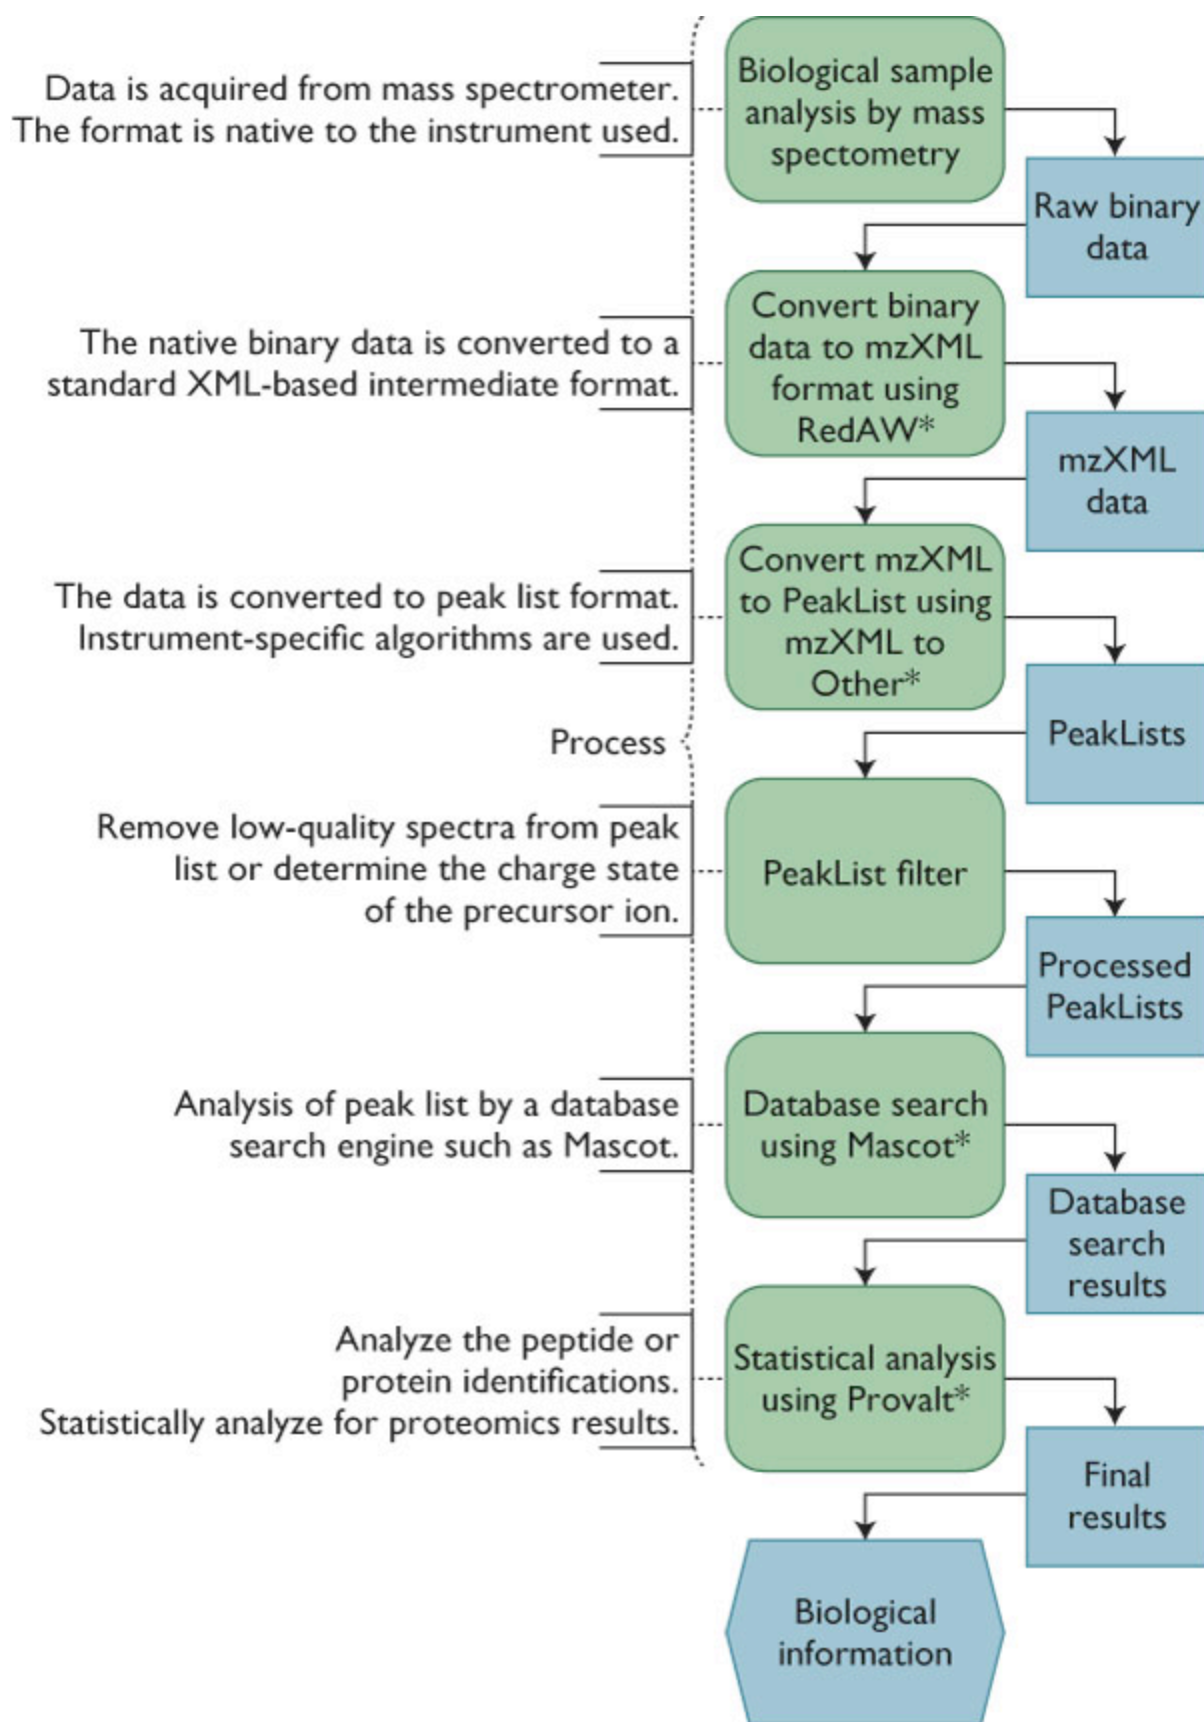 Data is acquired from mass spectrometer.
The format is native to the instrument used.
Biological sample
analysis by mass
spectometry
Raw binary
data
The native binary data is converted to a
standard XML-based intermediate format.
Convert binary
data to mzXML
format using
RedAW*
mzXML
data
The data is converted to peak list format.
Instrument-specific algorithms are used.
Convert mzXML
to PeakList using
mzXML to
Other*
PeakLists
Process
Remove low-quality spectra from peak
list or determine the charge state
of the precursor ion.
PeakList filter
Processed
PeakLists
Analysis of peak list by a database
search engine such as Mascot.
Database search
using Mascot*
Database
search
results
Analyze the peptide or
protein identifications.
Statistically analyze for proteomics results.
Statistical analysis
using Provalt*
Final
results
Biological
information